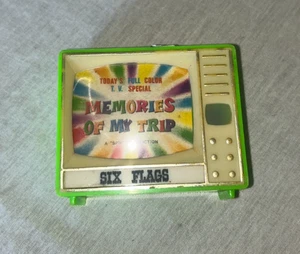 TODAY'S FULL COLOR
T. V. SPECIAL
MEMORIES
OF MY TRIP
SIX FLAGS